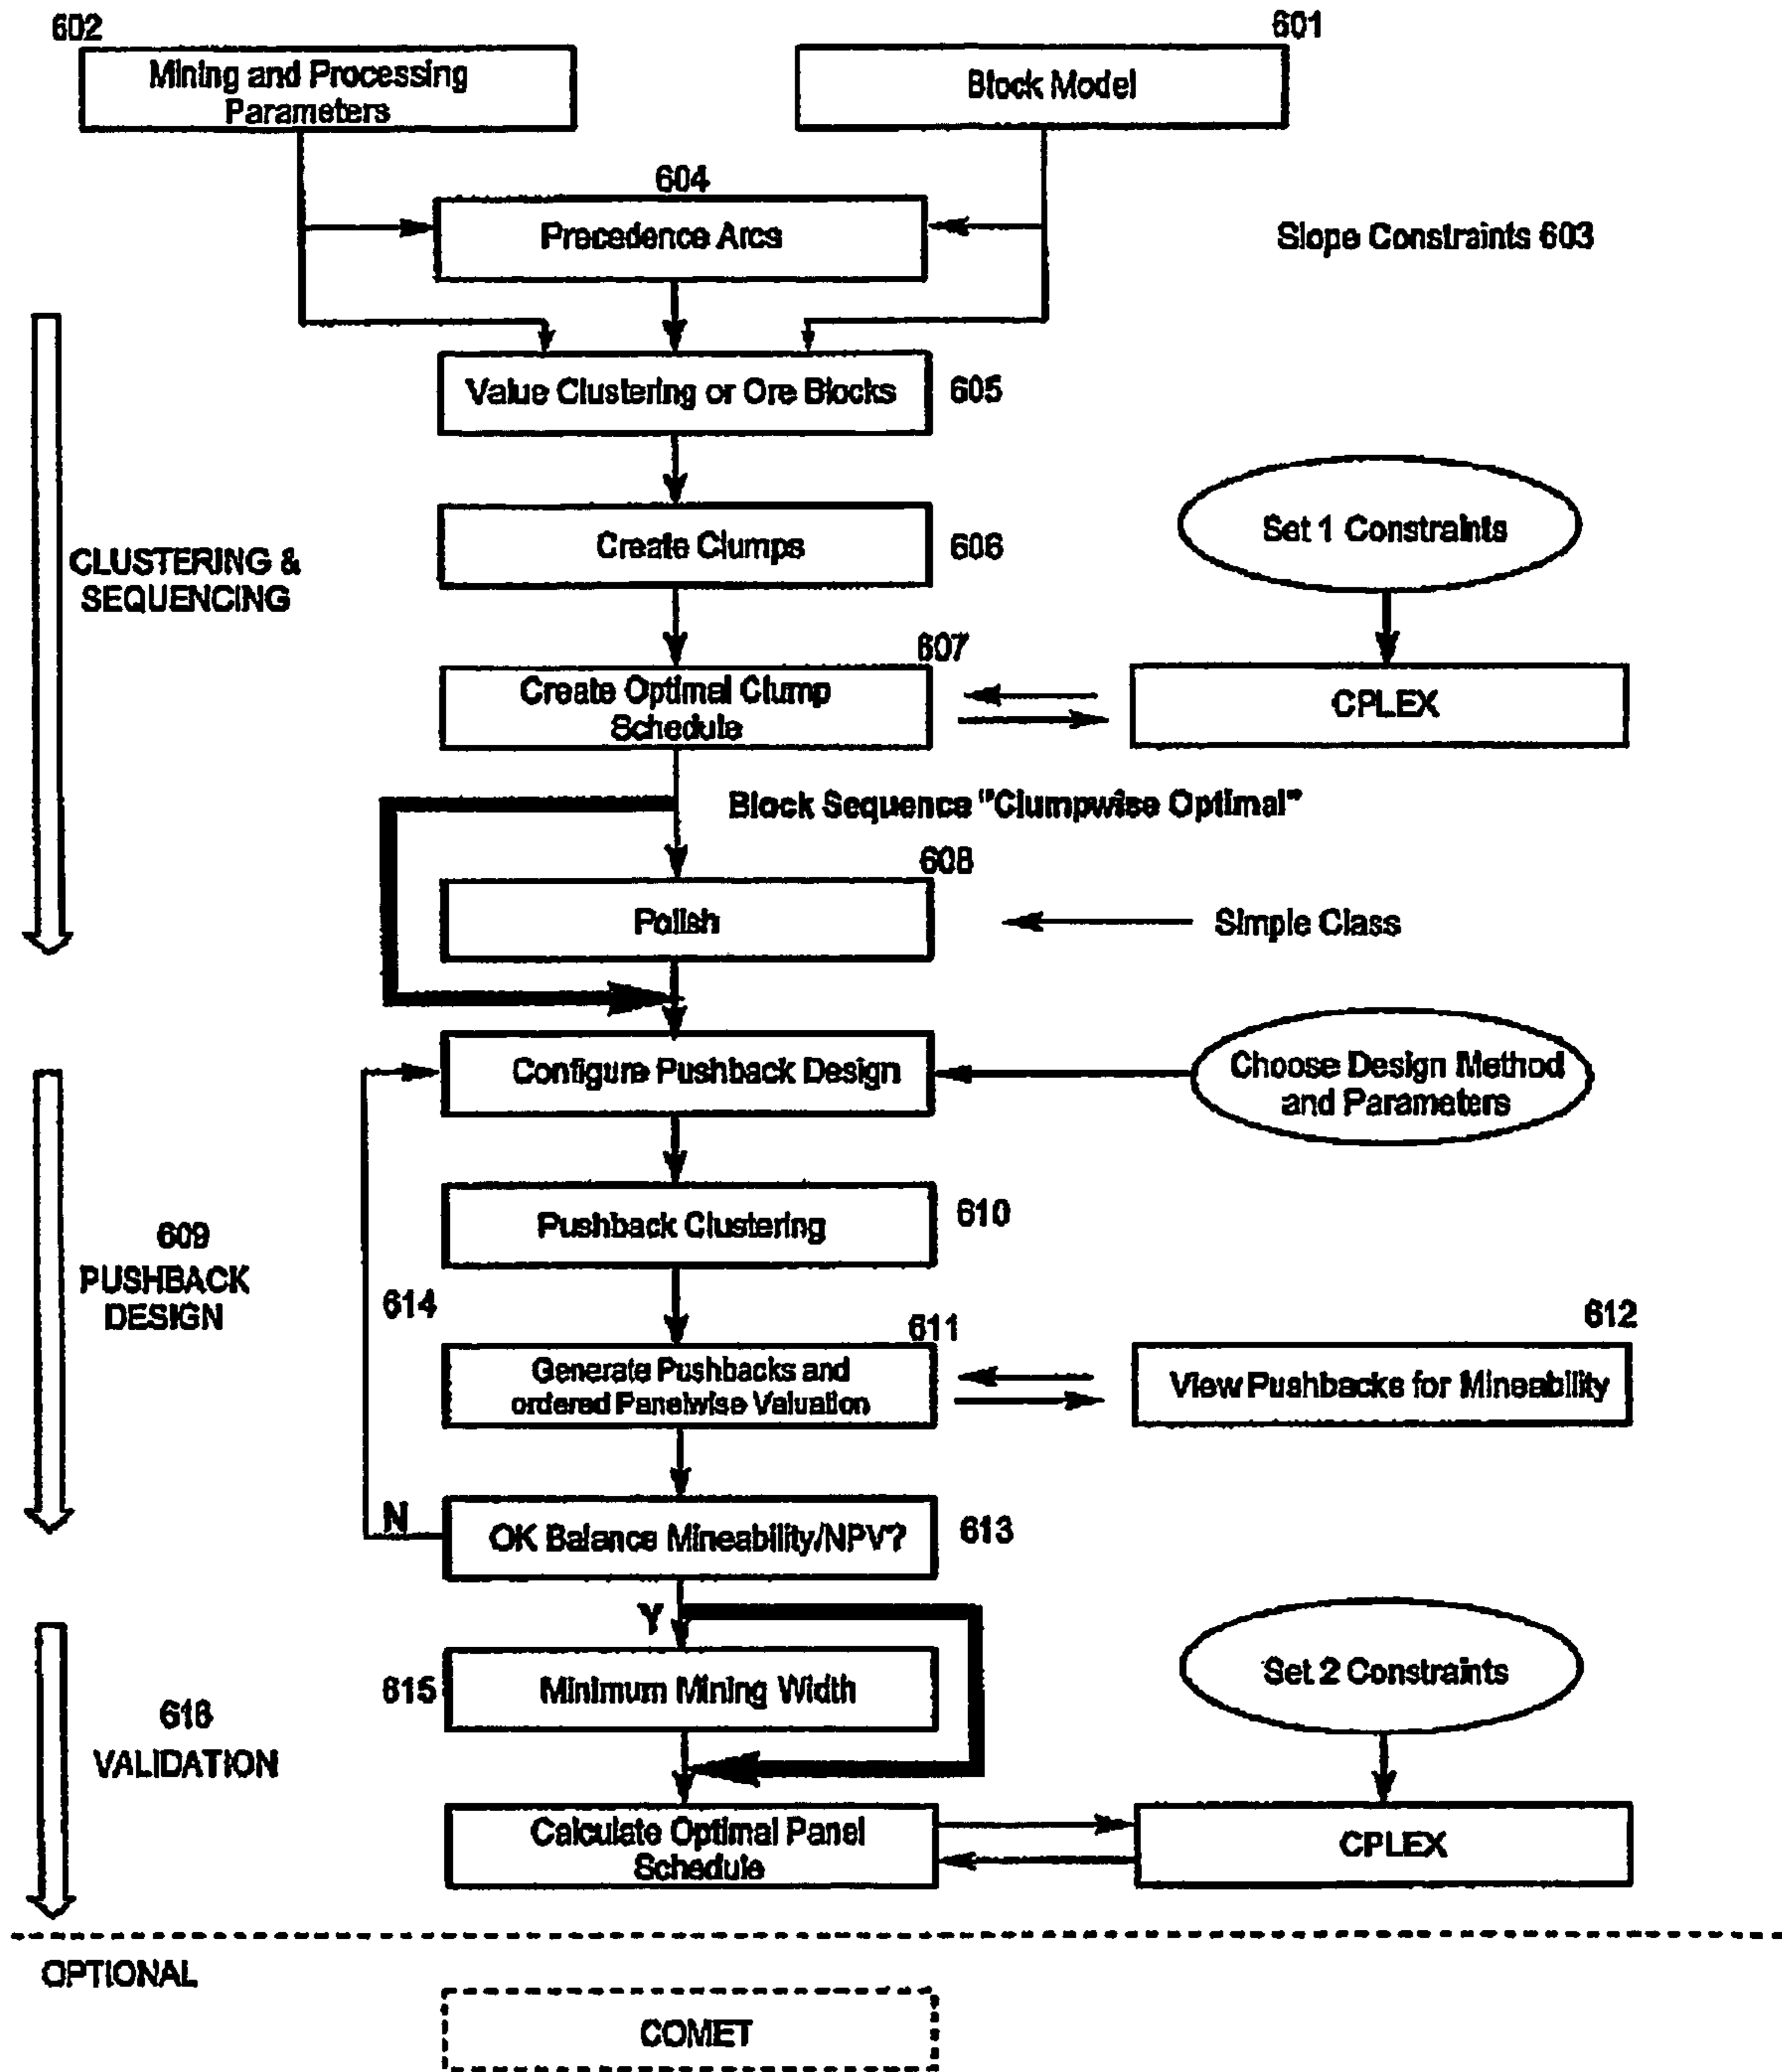 602
601
Mining and Processing
Parameters
Block Model
604
Precedence Arcs
Slope Constraints 603
Value Clustering or Ore Blocks
605
Create Clumps
606
Set 1 Constraints
CLUSTERING &
SEQUENCING
607
Create Optimal Clump
Schedule
CPLEX
Block Sequence "Clumpwise Optimal"
608
Polish
Simple Class
Configure Pushback Design
Choose Design Method
and Parameters
Pushback Clustering
610
609
PUSHBACK
DESIGN
614
611
612
Generate Pushbacks and
ordered Panelwise Valuation
View Pushbacks for Mineability
N
OK Balance Mineability/NPV?
613
Y
615
Minimum Mining Width
Set 2 Constraints
616
VALIDATION
Calculate Optimal Panel
Schedule
CPLEX
OPTIONAL
COMET